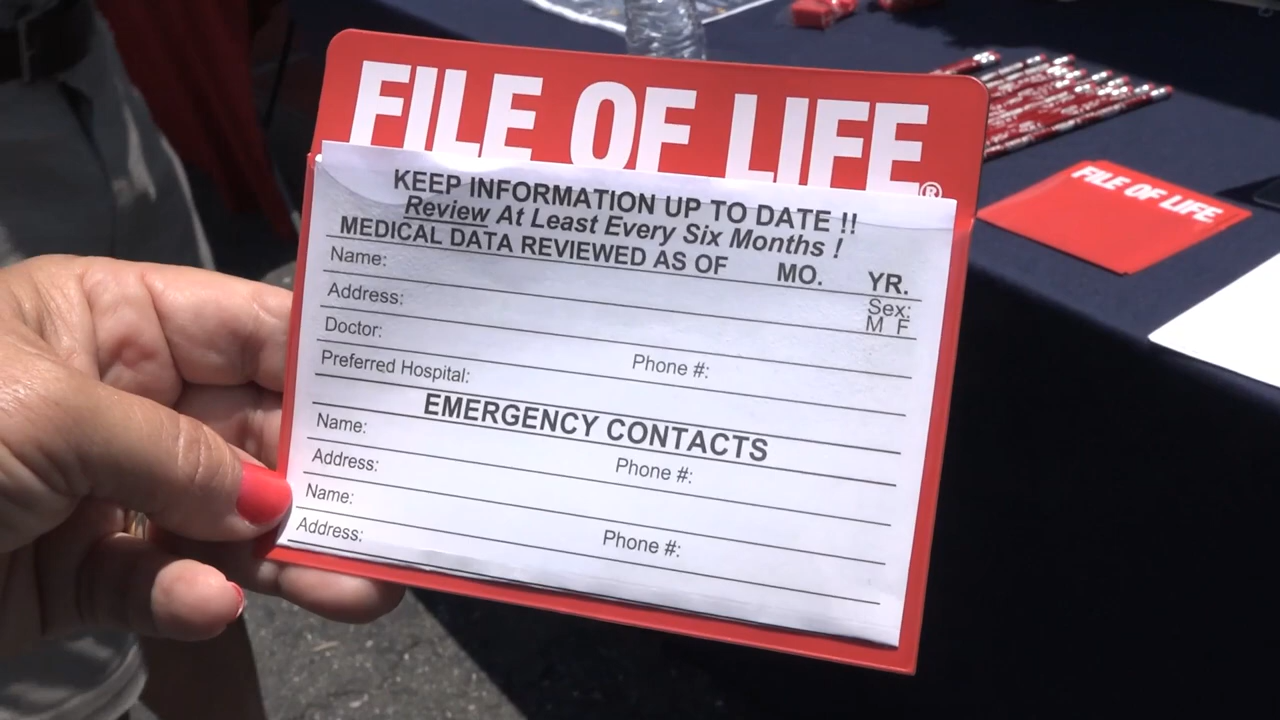 FILE OF LIFE®
KEEP INFORMATION UP TO DATE !!
Review At Least Every Six Months !
MEDICAL DATA REVIEWED AS OF MO. YR.
Name: Sex:
M F
Address:
Doctor: Phone #:
Preferred Hospital:
EMERGENCY CONTACTS
Name:
Address: Phone #:
Name:
Address: Phone #:
FILE OF LIFE